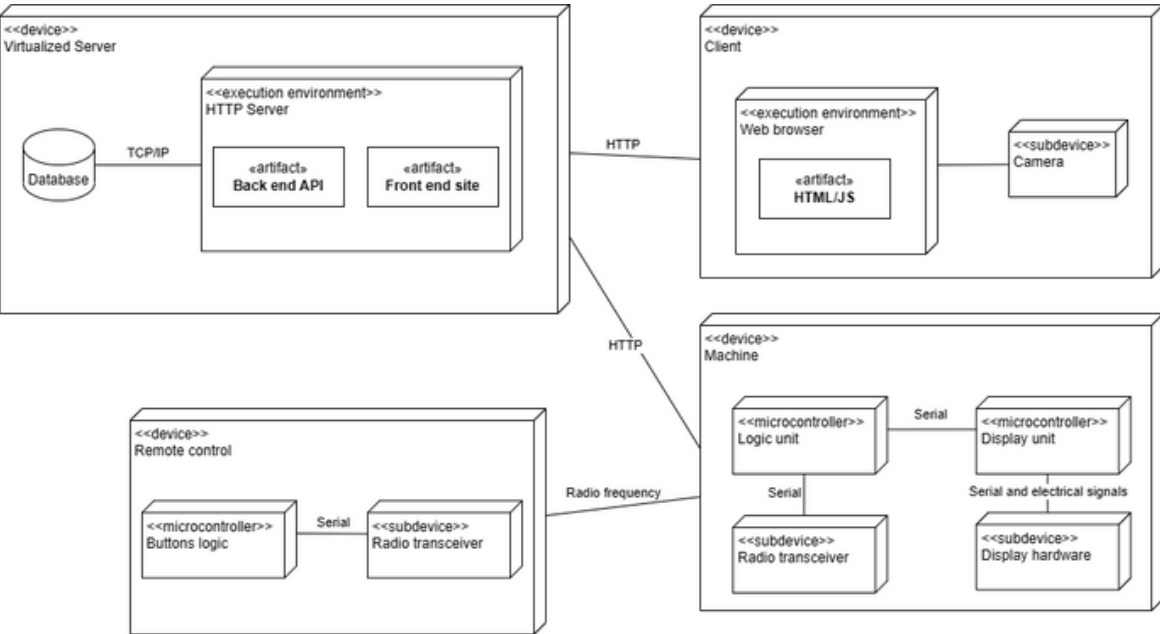 <<device>>
Virtualized Server
<<execution environment>>
HTTP Server
Database
TCP/IP
«artifact»
Back end API
«artifact»
Front end site
HTTP
<<device>>
Client
<<execution environment>>
Web browser
«artifact»
HTML/JS
<<subdevice>>
Camera
HTTP
<<device>>
Machine
<<microcontroller>>
Logic unit
Serial
<<microcontroller>>
Display unit
Serial
Serial and electrical signals
<<subdevice>>
Radio transceiver
<<subdevice>>
Display hardware
<<device>>
Remote control
<<microcontroller>>
Buttons logic
Serial
<<subdevice>>
Radio transceiver
Radio frequency